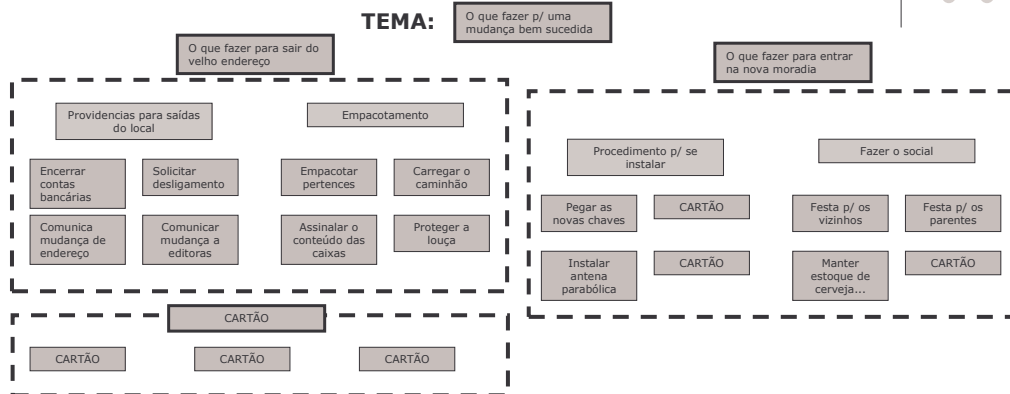 TEMA:
O que fazer p/ uma
mudança bem sucedida
O que fazer para sair do
velho endereço
Providencias para saídas
do local
Empacotamento
Encerrar
contas
bancárias
Solicitar
desligamento
Empacotar
pertences
Carregar o
caminhão
Comunica
mudança de
endereço
Comunicar
mudança a
editoras
Assinalar o
conteúdo das
caixas
Proteger a
louça
CARTÃO
CARTÃO
CARTÃO
CARTÃO
O que fazer para entrar
na nova moradia
Procedimento p/ se
instalar
Fazer o social
Pegar as
novas chaves
CARTÃO
Festa p/ os
vizinhos
Festa p/ os
parentes
Instalar
antena
parabólica
CARTÃO
Manter
estoque de
cerveja...
CARTÃO